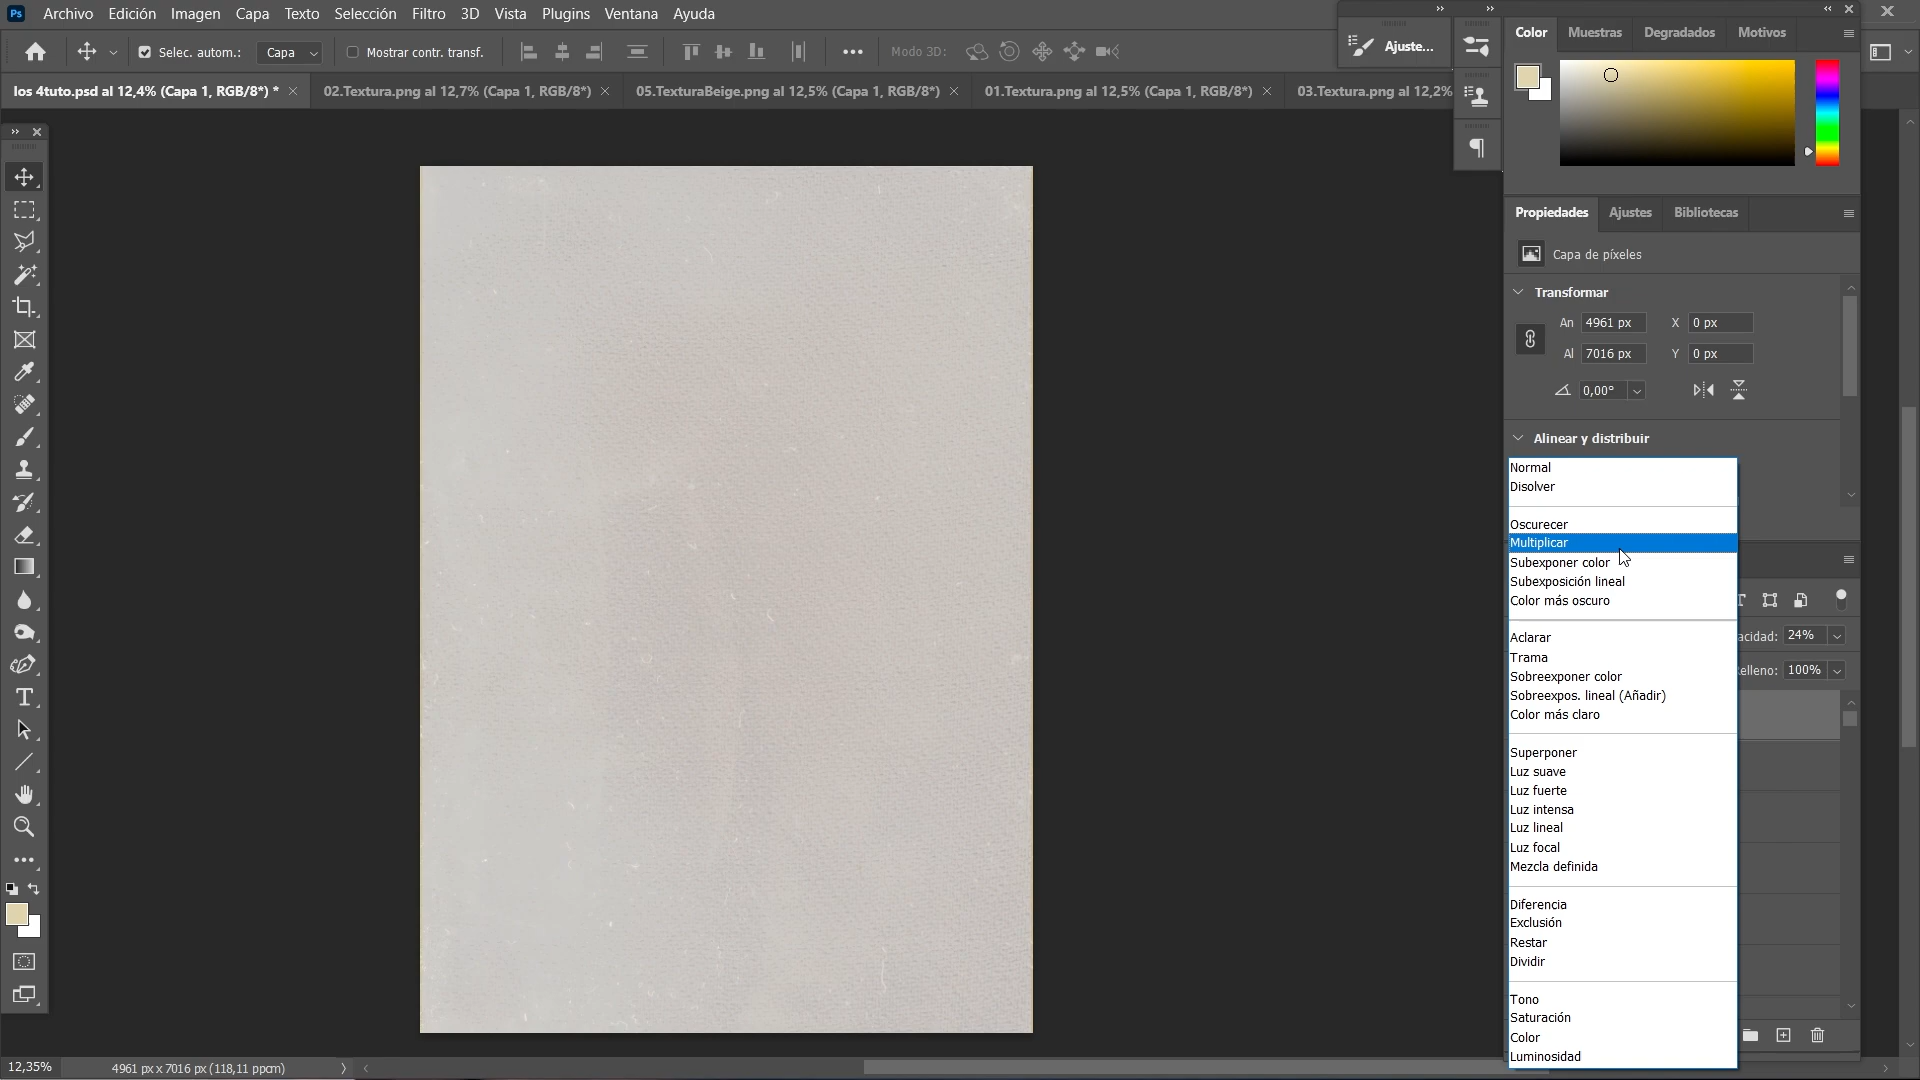 Ps Archivo Edición Imagen Capa Texto Selección Filtro 3D Vista Plugins Ventana Ayuda
Selec. autom.: Capa Mostrar contr. transf. Modo 3D:
Ajuste...
los 4tuto.psd al 12,4% (Capa 1, RGB/8*) * 02.Textura.png al 12,7% (Capa 1, RGB/8*) 05.TexturaBeige.png al 12,5% (Capa 1, RGB/8*) 01.Textura.png al 12,5% (Capa 1, RGB/8*) 03.Textura.png al 12,2%
Color Muestras Degradados Motivos
Propiedades Ajustes Bibliotecas
Capa de píxeles
Transformar
An 4961 px X 0 px
Al 7016 px Y 0 px
0,00°
Alinear y distribuir
Normal
Disolver
Oscurecer
Multiplicar
Subexponer color
Subexposición lineal
Color más oscuro
Aclarar
Trama
Sobreexponer color
Sobreexpos. lineal (Añadir)
Color más claro
Superponer
Luz suave
Luz fuerte
Luz intensa
Luz lineal
Luz focal
Mezcla definida
Diferencia
Exclusión
Restar
Dividir
Tono
Saturación
Color
Luminosidad
acidad: 24%
elleno: 100%
12,35% 4961 px x 7016 px (118,11 ppcm)